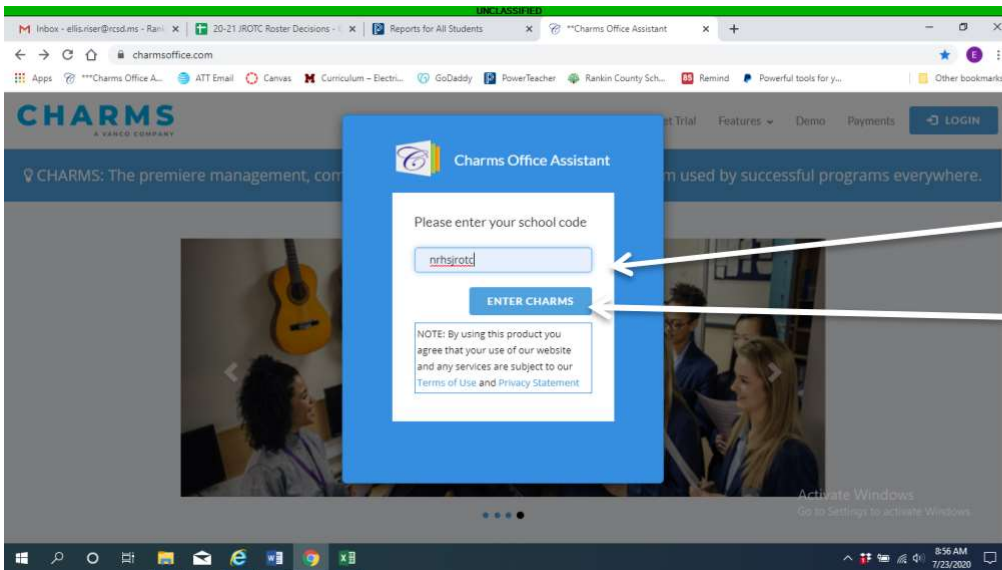 UNCLASSIFIED
Inbox - ellis.riser@rcsd.ms - Ran
20-21 JROTC Roster Decisions -
Reports for All Students
**Charms Office Assistant
charmsoffice.com
E
Apps
***Charms Office A...
ATT Email
Canvas
Curriculum – Electri...
GoDaddy
PowerTeacher
Rankin County Sch...
Remind
Powerful tools for y...
Other bookmarks
CHARMS
A VANCO COMPANY
Trial
Features
Demo
Payments
LOGIN
CHARMS: The premiere management, com
m used by successful programs everywhere.
Charms Office Assistant
Please enter your school code
nrhsjrotc
ENTER CHARMS
NOTE: By using this product you
agree that your use of our website
and any services are subject to our
Terms of Use and Privacy Statement
Activate Windows
Go to Settings to activate Windows.
8:56 AM
7/23/2020